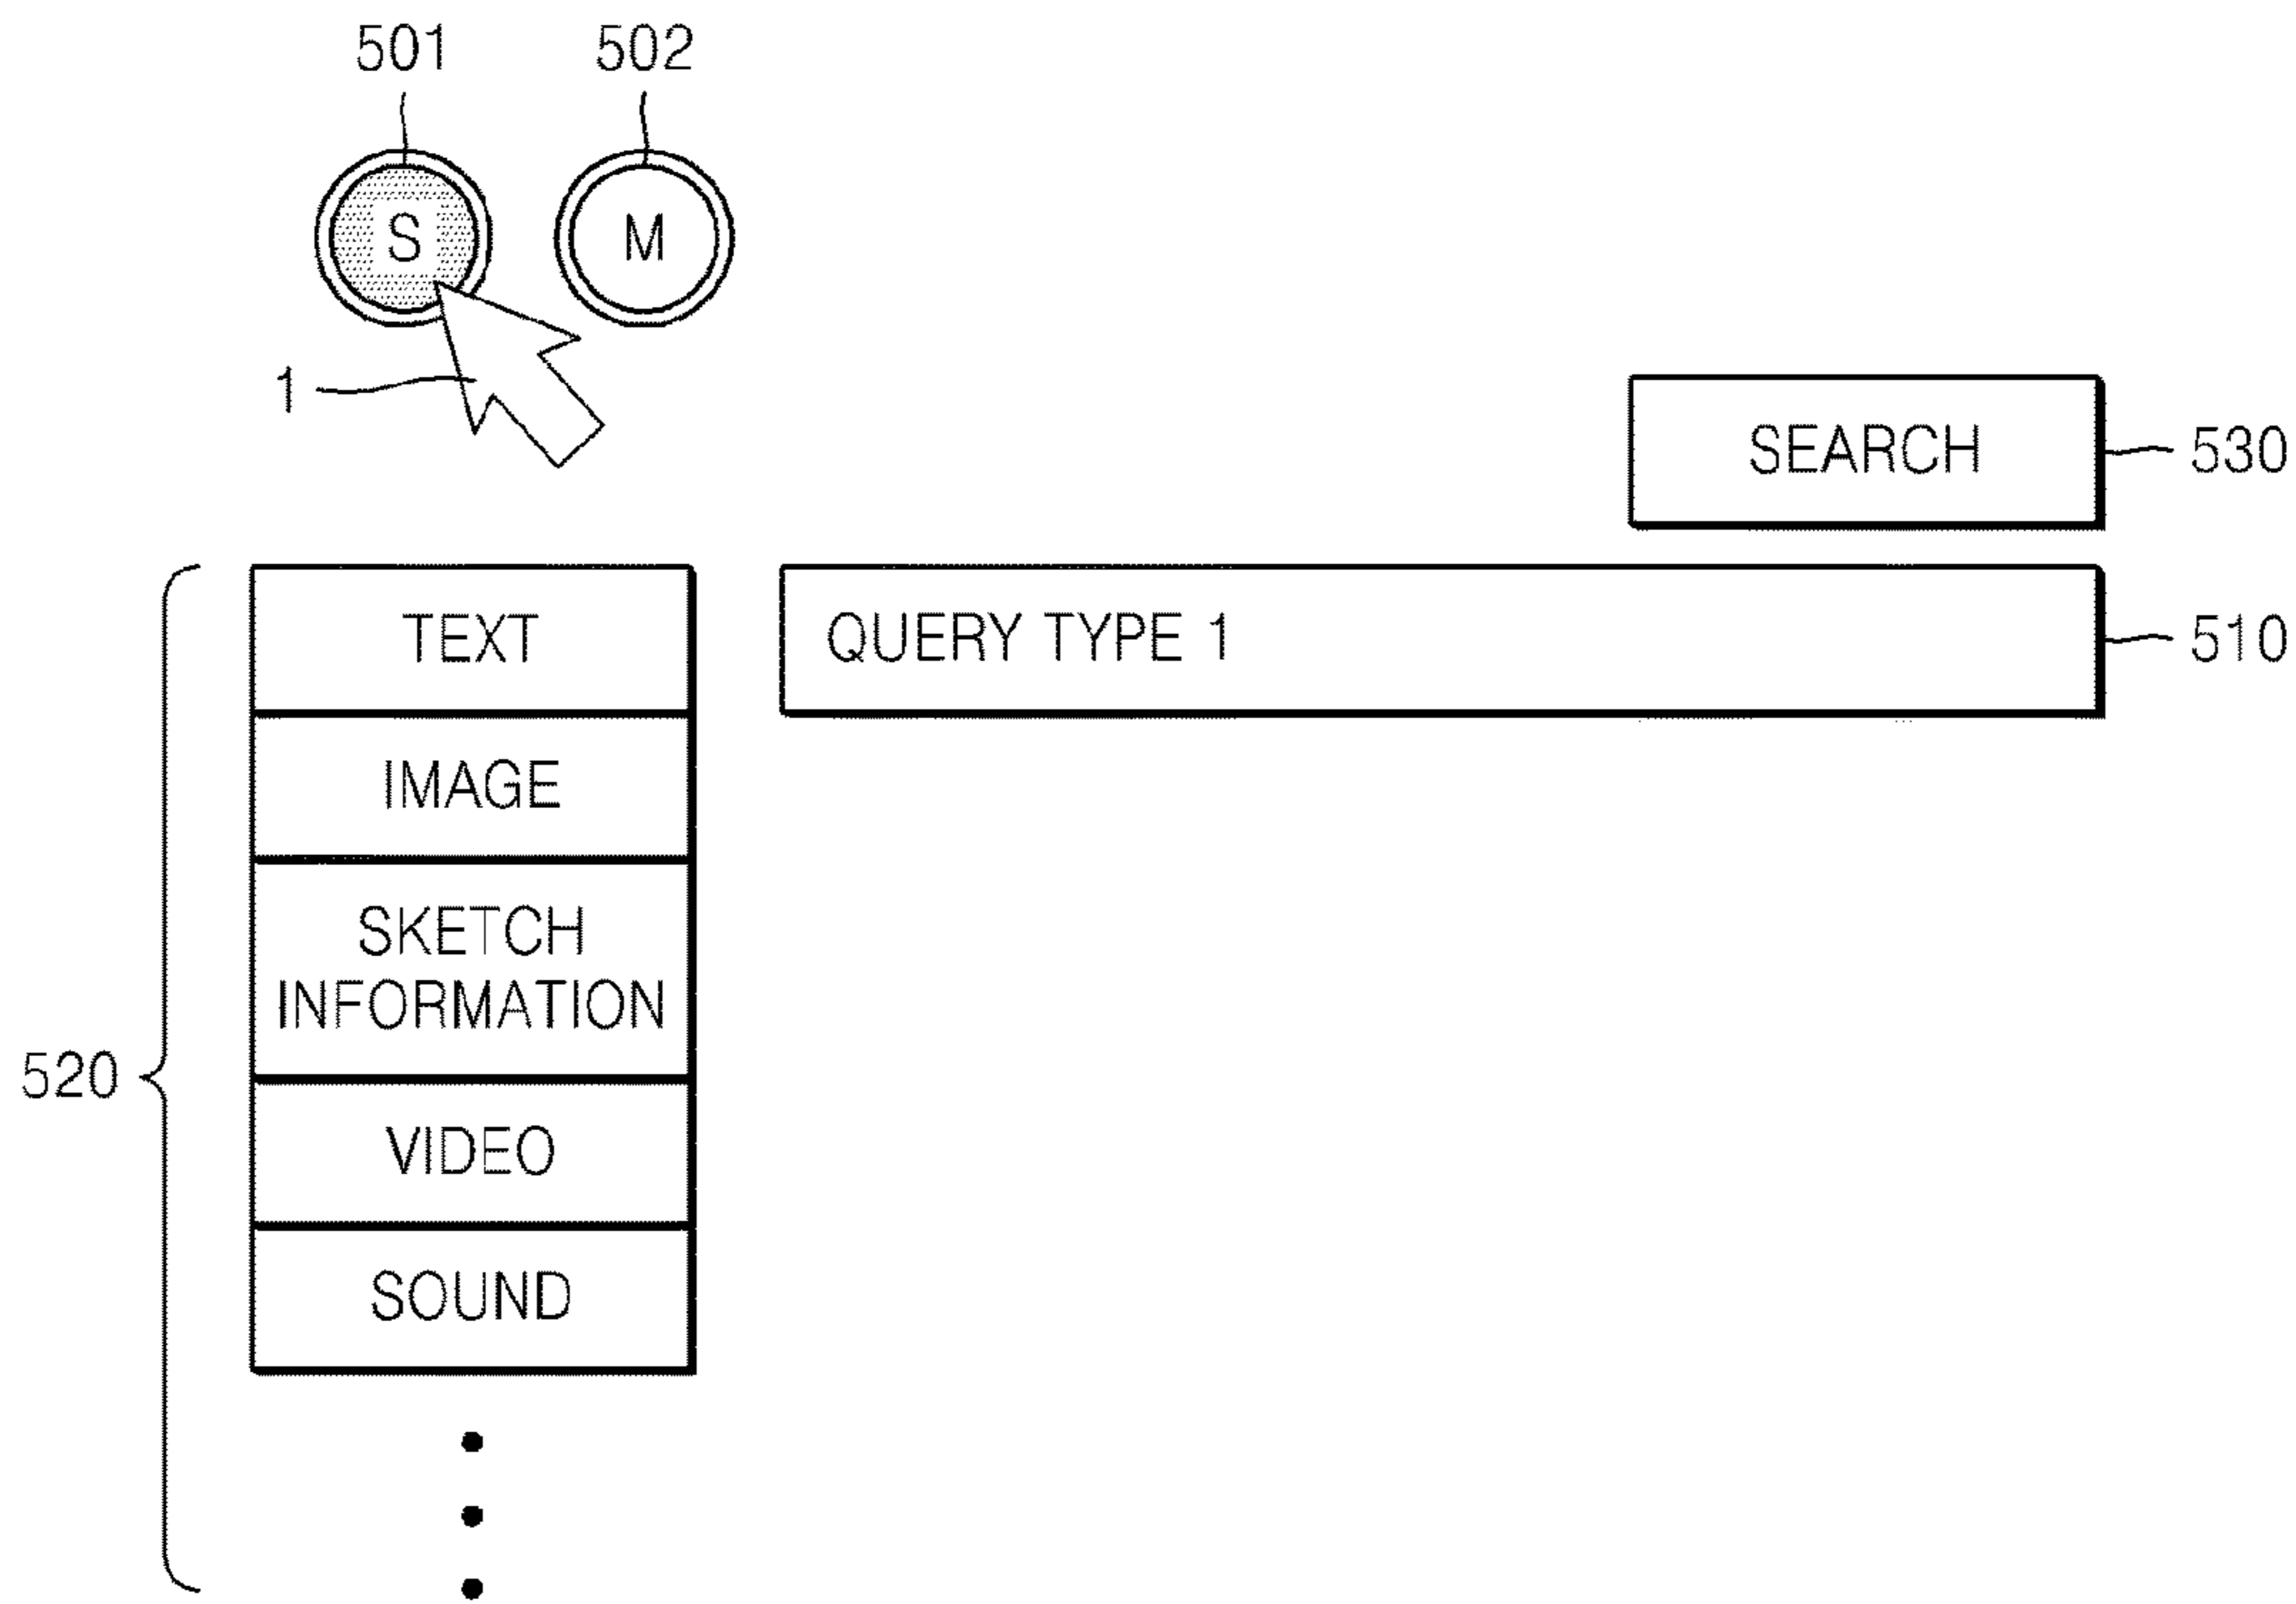 501 502
S M
1
SEARCH 530
TEXT QUERY TYPE 1 510
IMAGE
SKETCH
INFORMATION
520
VIDEO
SOUND